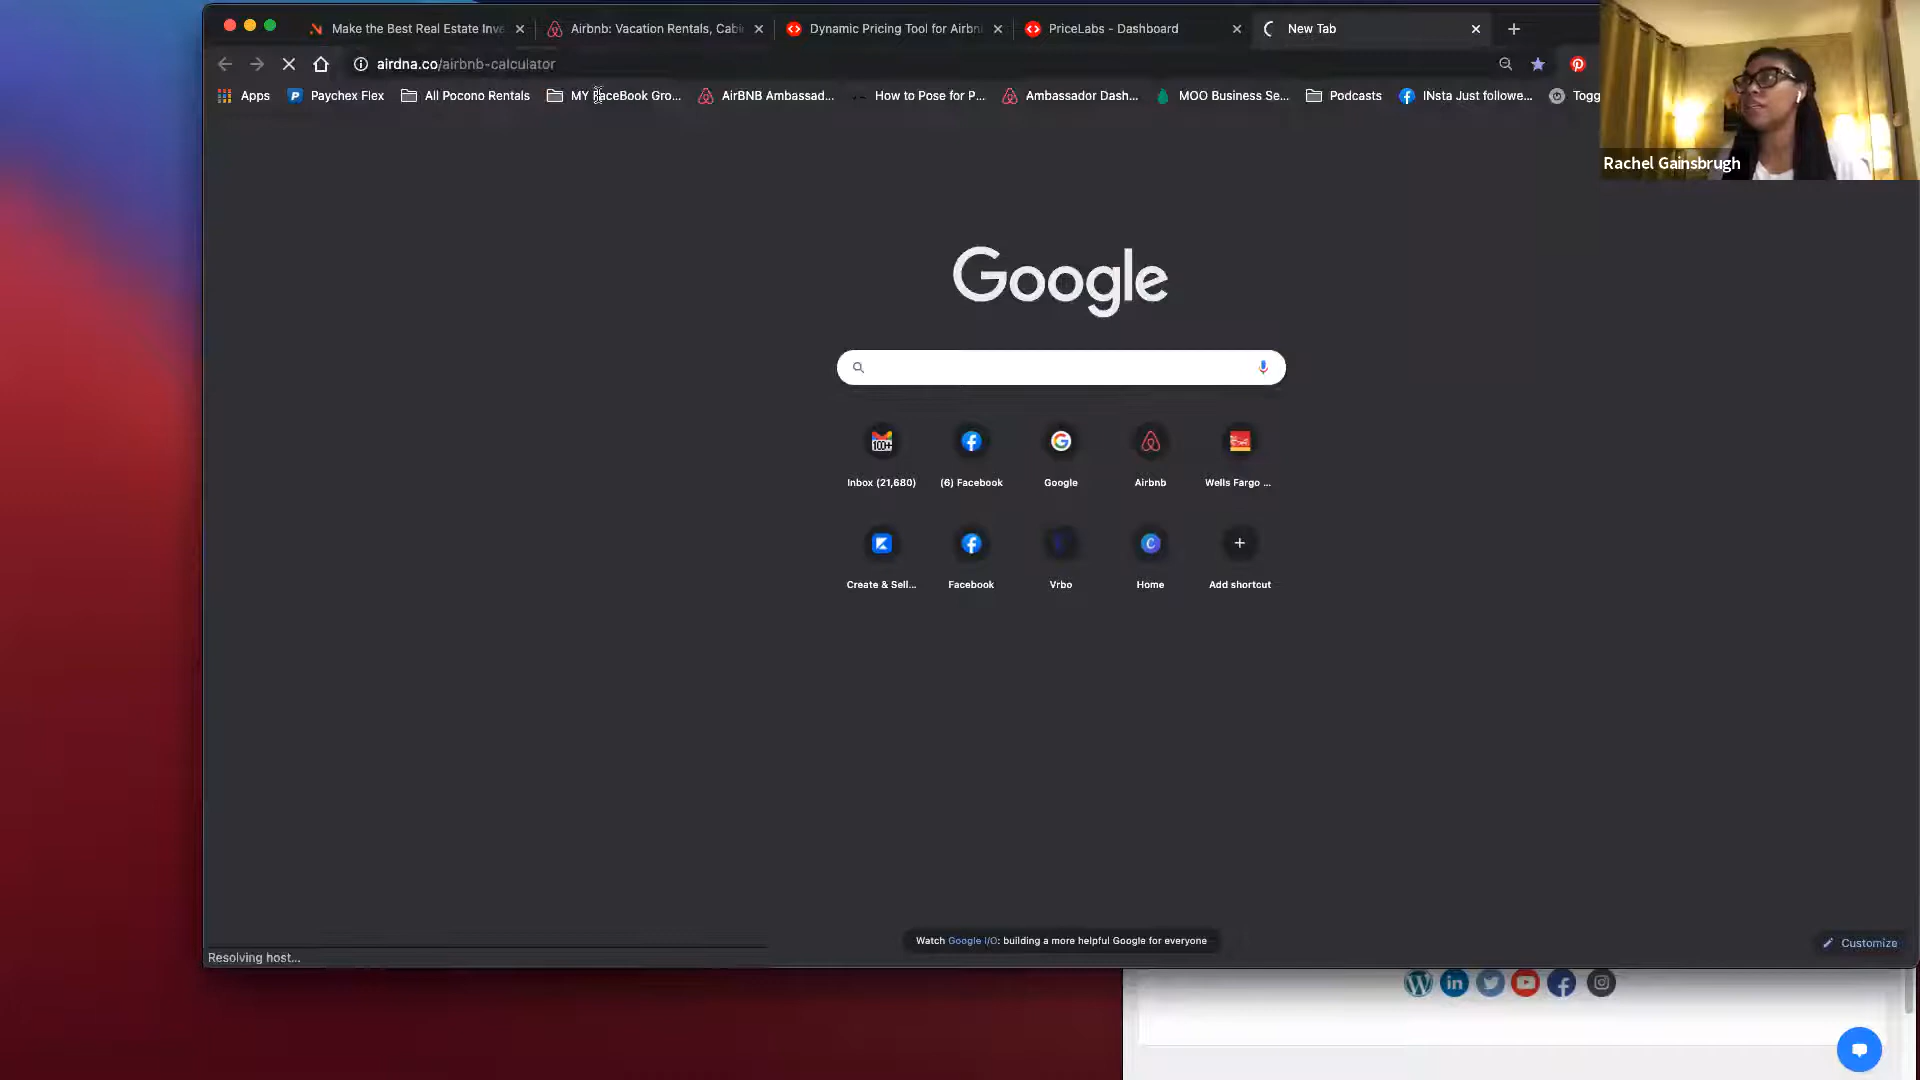 Make the Best Real Estate Inve
Airbnb: Vacation Rentals, Cabi
Dynamic Pricing Tool for Airbn
PriceLabs - Dashboard
New Tab
airdna.co/airbnb-calculator
Apps
Paychex Flex
All Pocono Rentals
MY FaceBook Gro...
AirBNB Ambassad...
How to Pose for P...
Ambassador Dash...
MOO Business Se...
Podcasts
INsta Just followe...
Togg
Rachel Gainsbrugh
Google
100+
Inbox (21,680)
(6) Facebook
Google
Airbnb
Wells Fargo ...
Create & Sell...
Facebook
Vrbo
Home
Add shortcut
Watch Google I/O: building a more helpful Google for everyone
Customize
Resolving host...